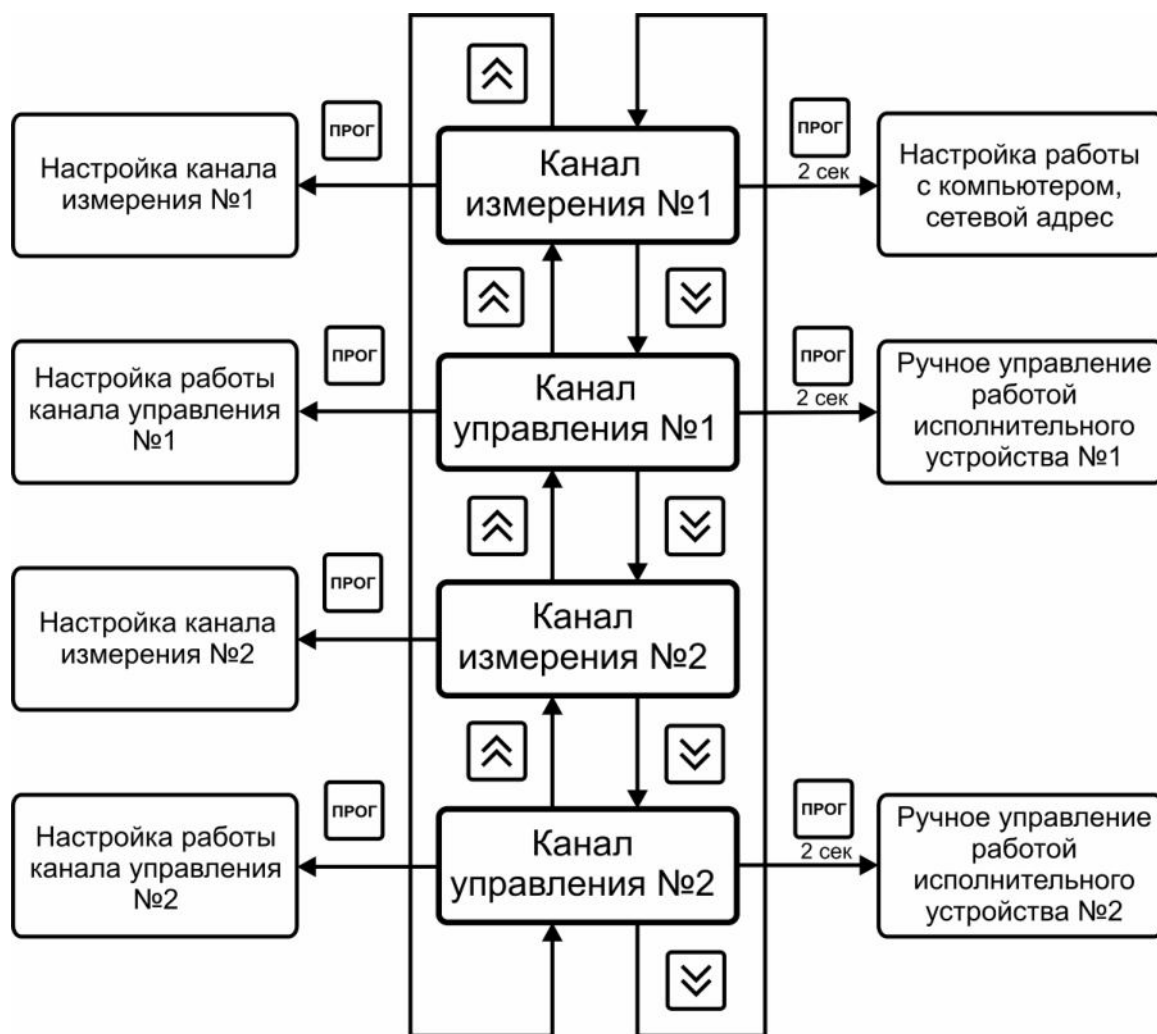 ПРОГ
Настройка канала
измерения №1
Канал
измерения №1
ПРОГ
2 сек
Настройка работы
с компьютером,
сетевой адрес
ПРОГ
Настройка работы
канала управления
№1
Канал
управления №1
ПРОГ
2 сек
Ручное управление
работой
исполнительного
устройства №1
ПРОГ
Настройка канала
измерения №2
Канал
измерения №2
ПРОГ
Настройка работы
канала управления
№2
Канал
управления №2
ПРОГ
2 сек
Ручное управление
работой
исполнительного
устройства №2